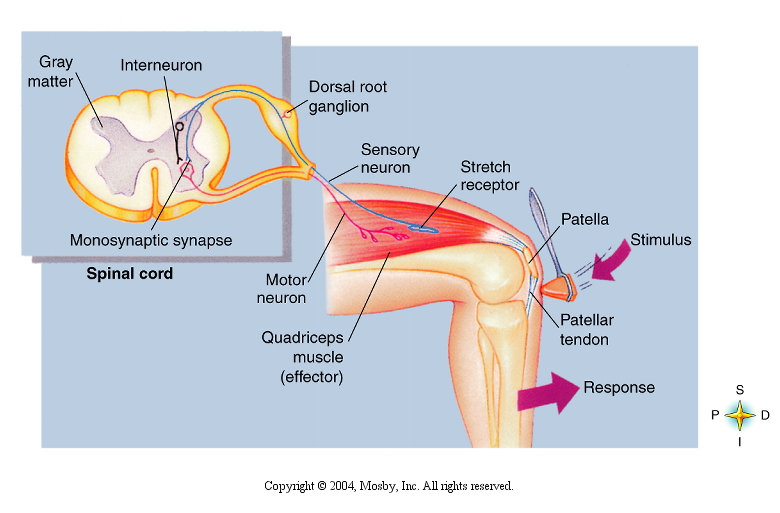 Gray
matter
Interneuron
Dorsal root
ganglion
Sensory
neuron
Stretch
receptor
Patella
Stimulus
Monosynaptic synapse
Spinal cord
Motor
neuron
Quadriceps
muscle
(effector)
Patellar
tendon
Response
S
P D
I
Copyright © 2004, Mosby, Inc. All rights reserved.